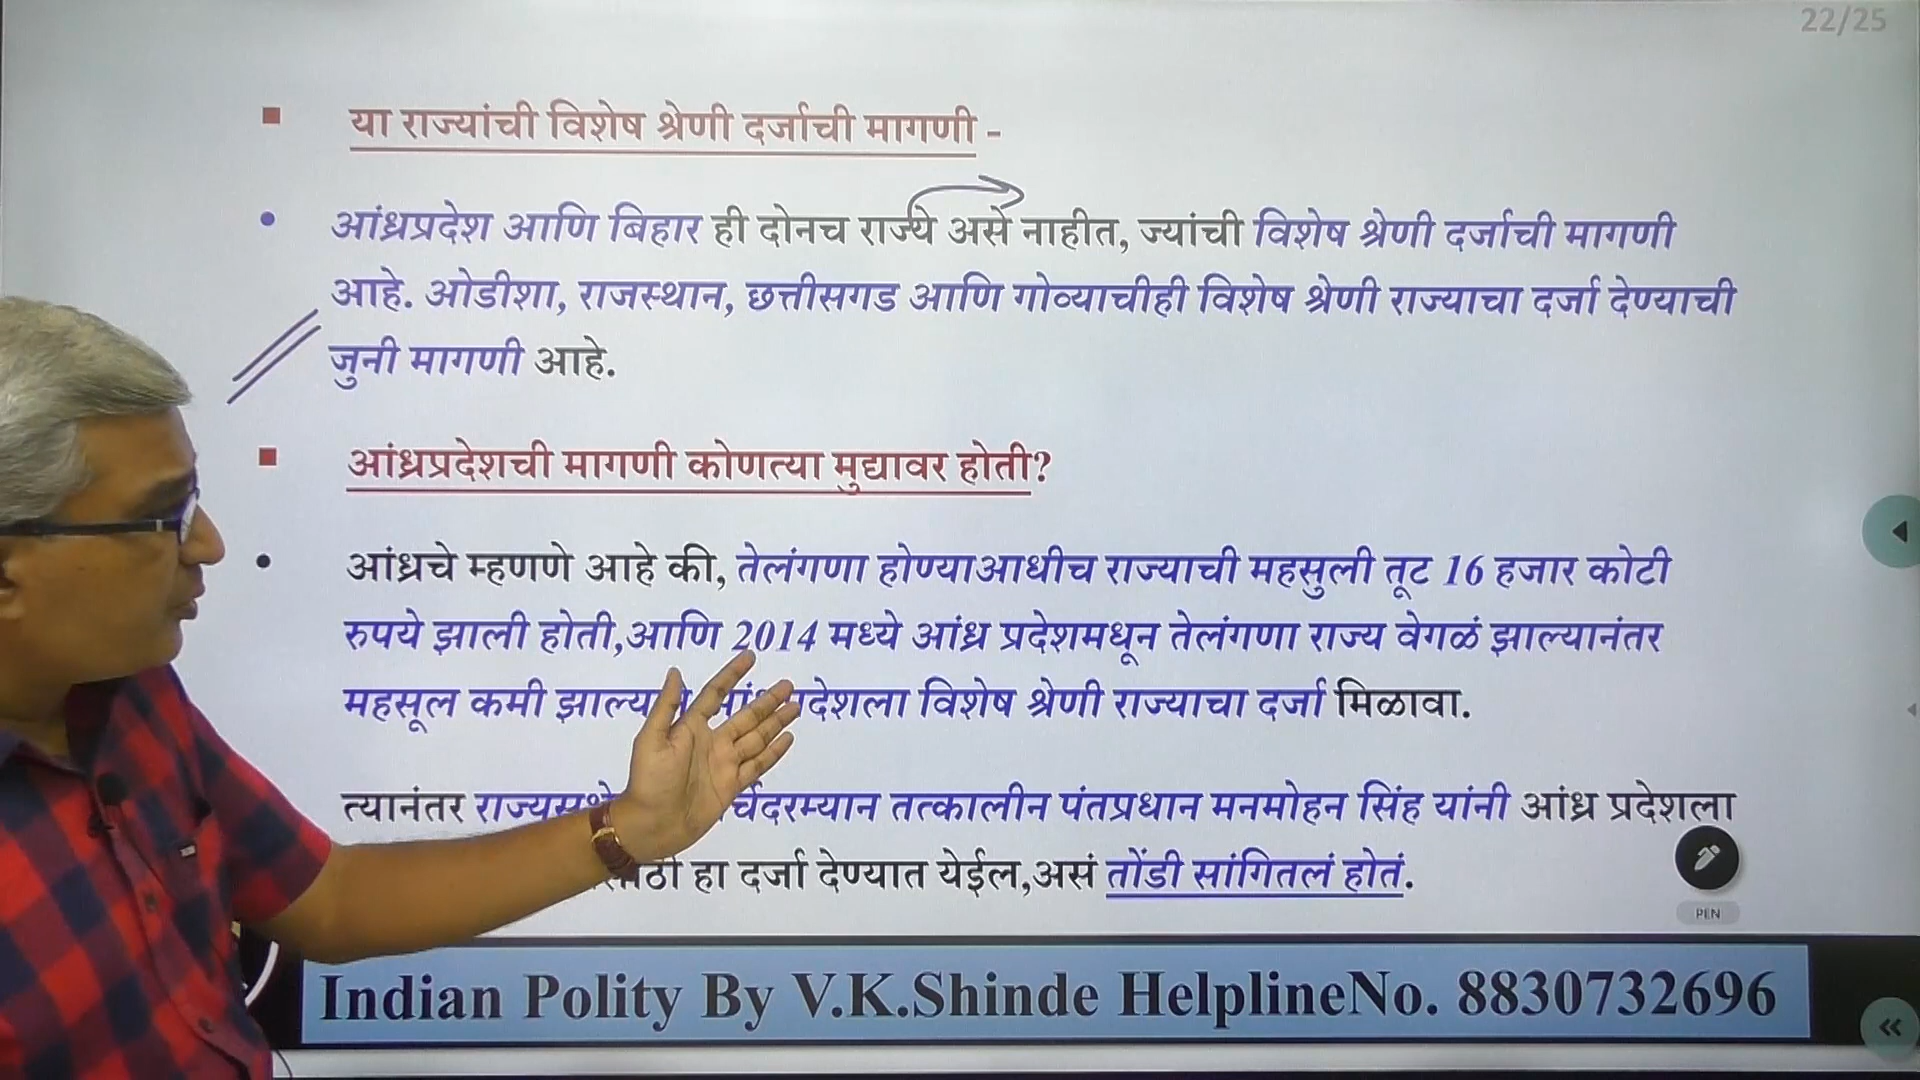 22/25
या राज्यांची विशेष श्रेणी दर्जाची मागणी -
आंध्रप्रदेश आणि बिहार ही दोनच राज्ये असे नाहीत, ज्यांची विशेष श्रेणी दर्जाची मागणी
आहे. ओडीशा, राजस्थान, छत्तीसगड आणि गोव्याचीही विशेष श्रेणी राज्याचा दर्जा देण्याची
जुनी मागणी आहे.
आंध्रप्रदेशची मागणी कोणत्या मुद्यावर होती?
आंध्रचे म्हणणे आहे की, तेलंगणा होण्याआधीच राज्याची महसुली तूट 16 हजार कोटी
रुपये झाली होती,आणि 2014 मध्ये आंध्र प्रदेशमधून तेलंगणा राज्य वेगळं झाल्यानंतर
महसूल कमी झाल्या विशेष श्रेणी राज्याचा दर्जा मिळावा.
त्यानंतर तत्कालीन पंतप्रधान मनमोहन सिंह यांनी आंध्र प्रदेशला
हा दर्जा देण्यात येईल,असं तोंडी सांगितलं होतं.
PEN
Indian Polity By V.K.Shinde HelplineNo. 8830732696